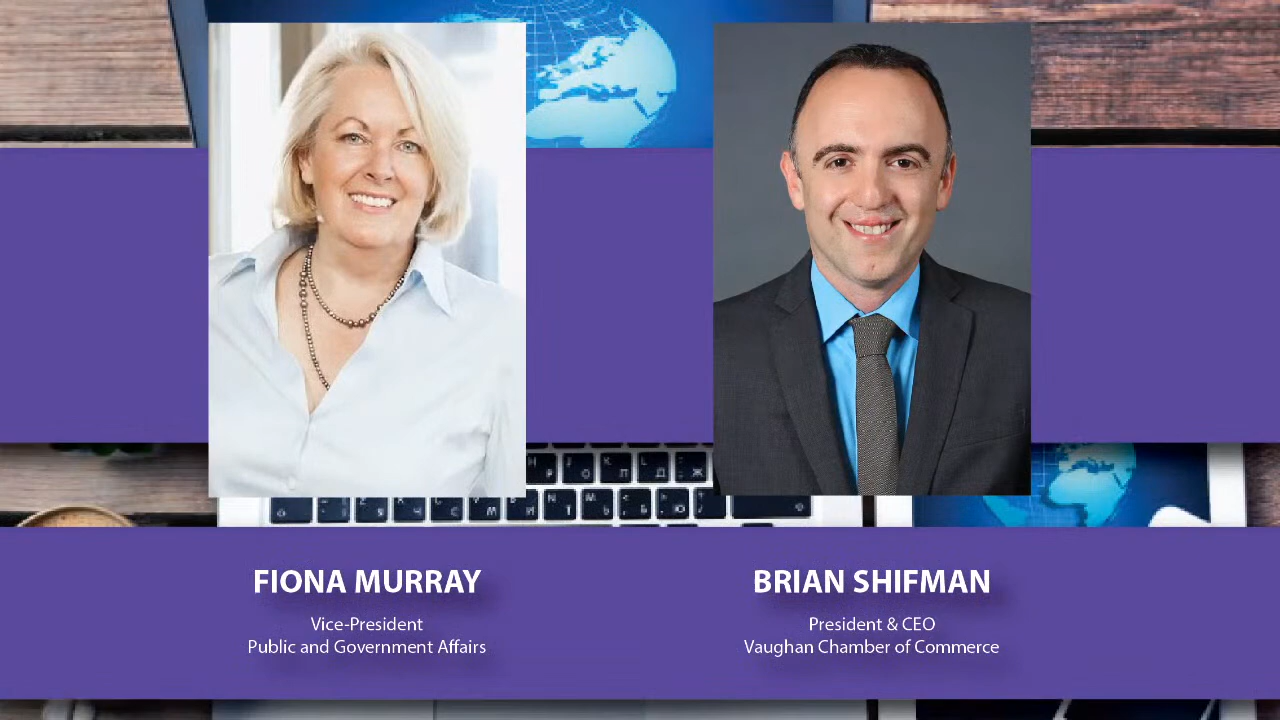 FIONA MURRAY
Vice-President
Public and Government Affairs
BRIAN SHIFMAN
President & CEO
Vaughan Chamber of Commerce